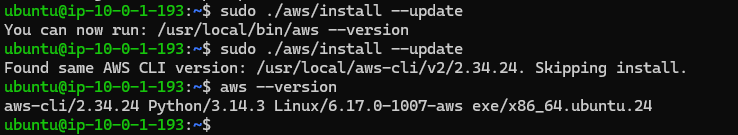 ubuntu@ip-10-0-1-193:~$ sudo ./aws/install --update
You can now run: /usr/local/bin/aws --version
ubuntu@ip-10-0-1-193:~$ sudo ./aws/install --update
Found same AWS CLI version: /usr/local/aws-cli/v2/2.34.24. Skipping install.
ubuntu@ip-10-0-1-193:~$ aws --version
aws-cli/2.34.24 Python/3.14.3 Linux/6.17.0-1007-aws exe/x86_64.ubuntu.24
ubuntu@ip-10-0-1-193:~$